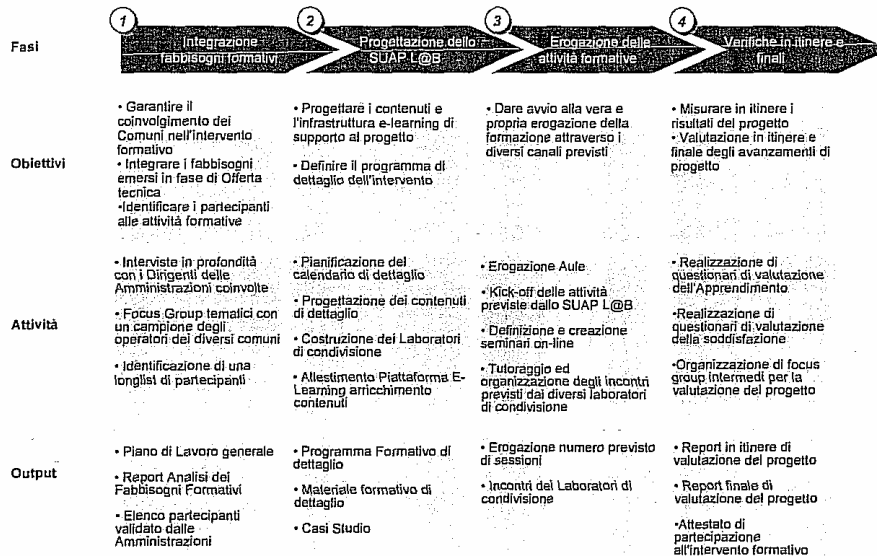 1
2
3
4
Fasi
Integrazione
fabbisogni formativi
Progettazione dello
SUAP L@B
Erogazione delle
attività formative
Verifiche in itinere e
finali
Obiettivi
• Garantire il
coinvolgimento dei
Comuni nell'intervento
formativo
• Integrare i fabbisogni
emersi in fase di Offerta
tecnica
•Identificare i partecipanti
alle attività formative
• Progettare i contenuti e
l'infrastruttura e-learning di
supporto al progetto
• Definire il programma di
dettaglio dell'intervento
• Dare avvio alla vera e
propria erogazione della
formazione attraverso i
diversi canali previsti
• Misurare in itinere i
risultati del progetto
• Valutazione in itinere e
finale degli avanzamenti di
progetto
Attività
• Interviste in profondità
con i Dirigenti delle
Amministrazioni coinvolte
• Focus Group tematici con
un campione degli
operatori dei diversi comuni
• Identificazione di una
longlist di partecipanti
• Pianificazione del
calendario di dettaglio
• Progettazione dei contenuti
di dettaglio
• Costruzione dei Laboratori
di condivisione
• Allestimento Piattaforma E-
Learning arricchimento
contenuti
• Erogazione Aule
• Kick-off delle attività
previste dallo SUAP L@B
• Definizione e creazione
seminari on-line
• Tutoraggio ed
organizzazione degli incontri
previsti dai diversi laboratori
di condivisione
• Realizzazione di
questionari di valutazione
dell'Apprendimento
• Realizzazione di
questionari di valutazione
della soddisfazione
•Organizzazione di focus
group intermedi per la
valutazione del progetto
Output
• Piano di Lavoro generale
• Report Analisi dei
Fabbisogni Formativi
• Elenco partecipanti
validato dalle
Amministrazioni
• Programma Formativo di
dettaglio
• Materiale formativo di
dettaglio
• Casi Studio
• Erogazione numero previsto
di sessioni
• Incontri dei Laboratori di
condivisione
• Report in itinere di
valutazione del progetto
• Report finale di
valutazione del progetto
•Attestato di
partecipazione
all'intervento formativo